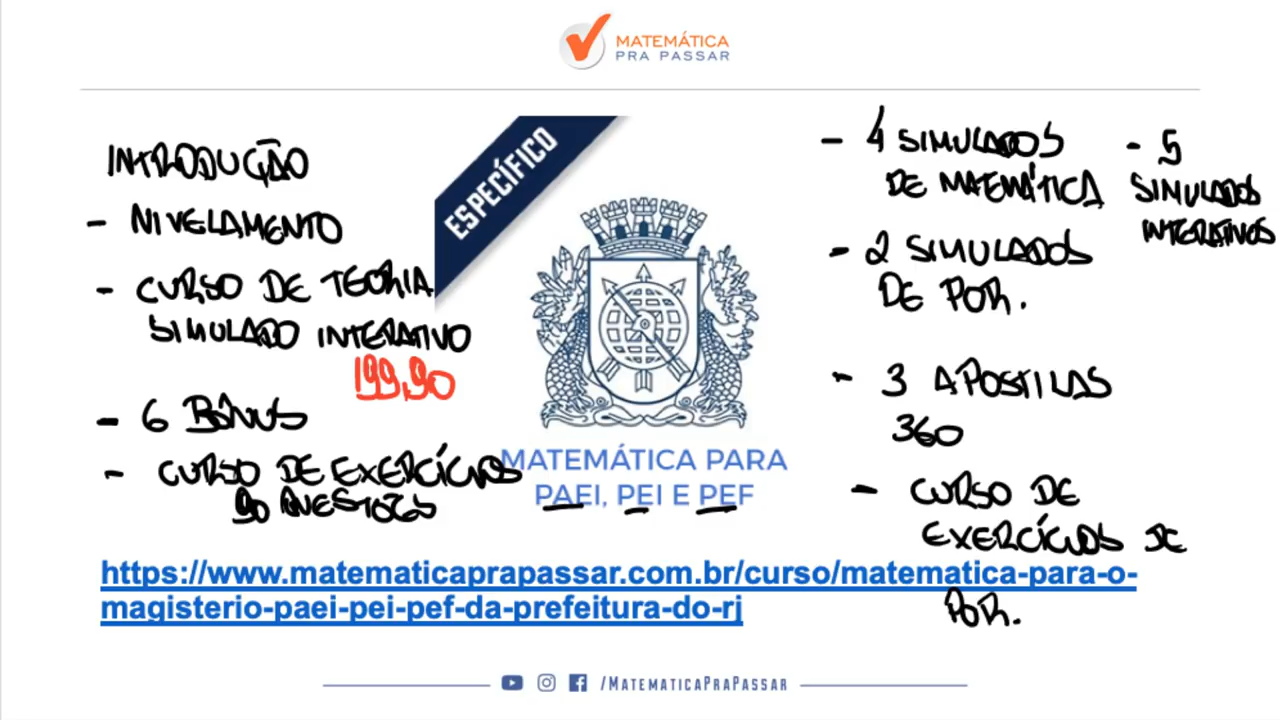 MATEMÁTICA
PRA PASSAR
INTRODUÇÃO
- NIVELAMENTO
- CURSO DE TEORIA
SIMULADO INTERATIVO
199,90
- 6 BÔNUS
- CURSO DE EXERCÍCIOS
90 QUESTÕES
ESPECÍFICO
MATEMÁTICA PARA
PAEI, PEI E PEF
- 4 SIMULADOS
DE MATEMÁTICA
- 2 SIMULADOS
DE POR.
- 3 APOSTILAS
360
- CURSO DE
EXERCÍCIOS DE
POR.
- 5
SIMULADOS
INTERATIVOS
https://www.matematicaprapassar.com.br/curso/matematica-para-o-
magisterio-paei-pei-pef-da-prefeitura-do-rj
/MATEMATICAPRAPASSAR